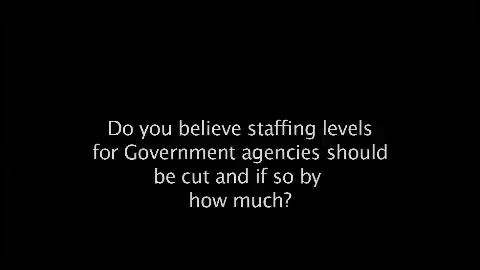 Do you believe staffing levels
for Government agencies should
be cut and if so by
how much?